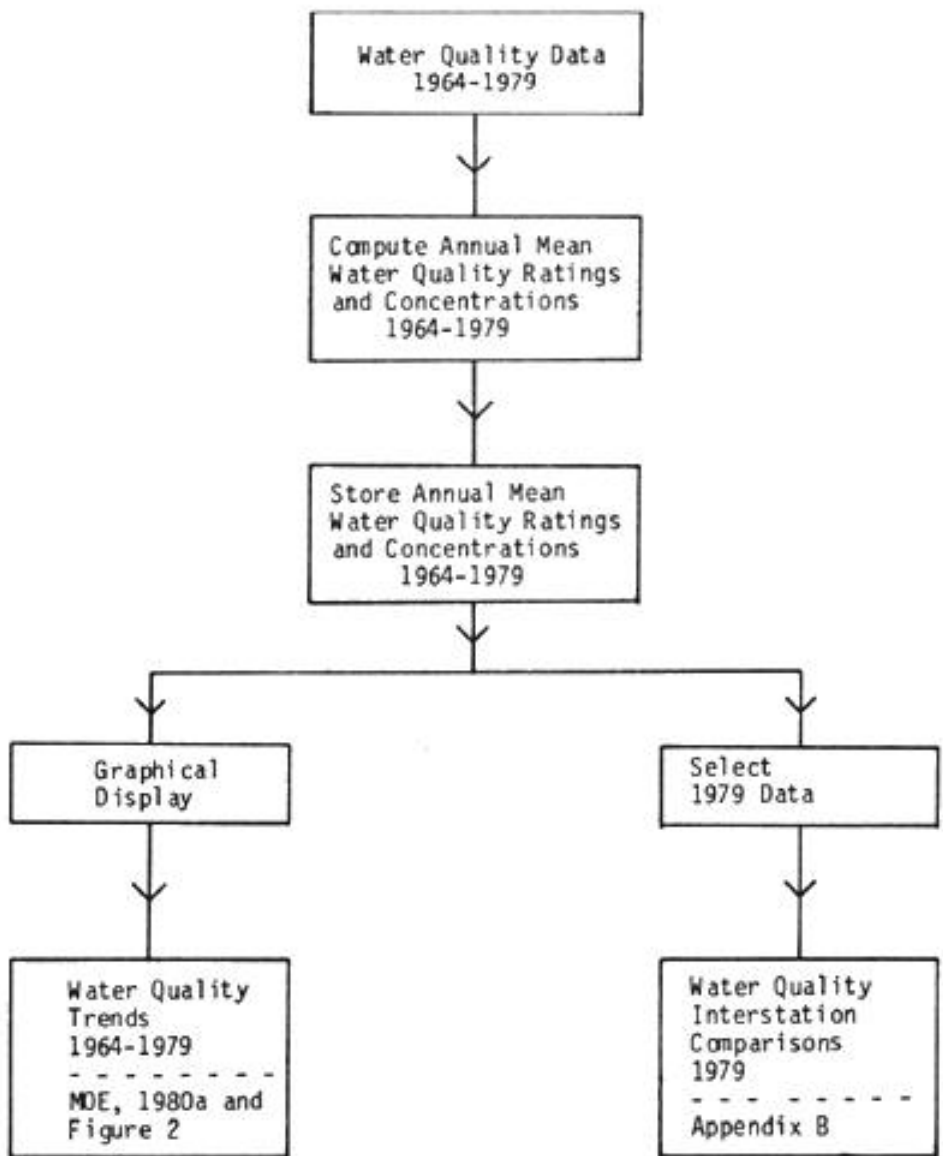 Water Quality Data
1964-1979
Compute Annual Mean
Water Quality Ratings
and Concentrations
1964-1979
Store Annual Mean
Water Quality Ratings
and Concentrations
1964-1979
Graphical
Display
Select
1979 Data
Water Quality
Trends
1964-1979
MOE, 1980a and
Figure 2
Water Quality
Interstation
Comparisons
1979
Appendix B